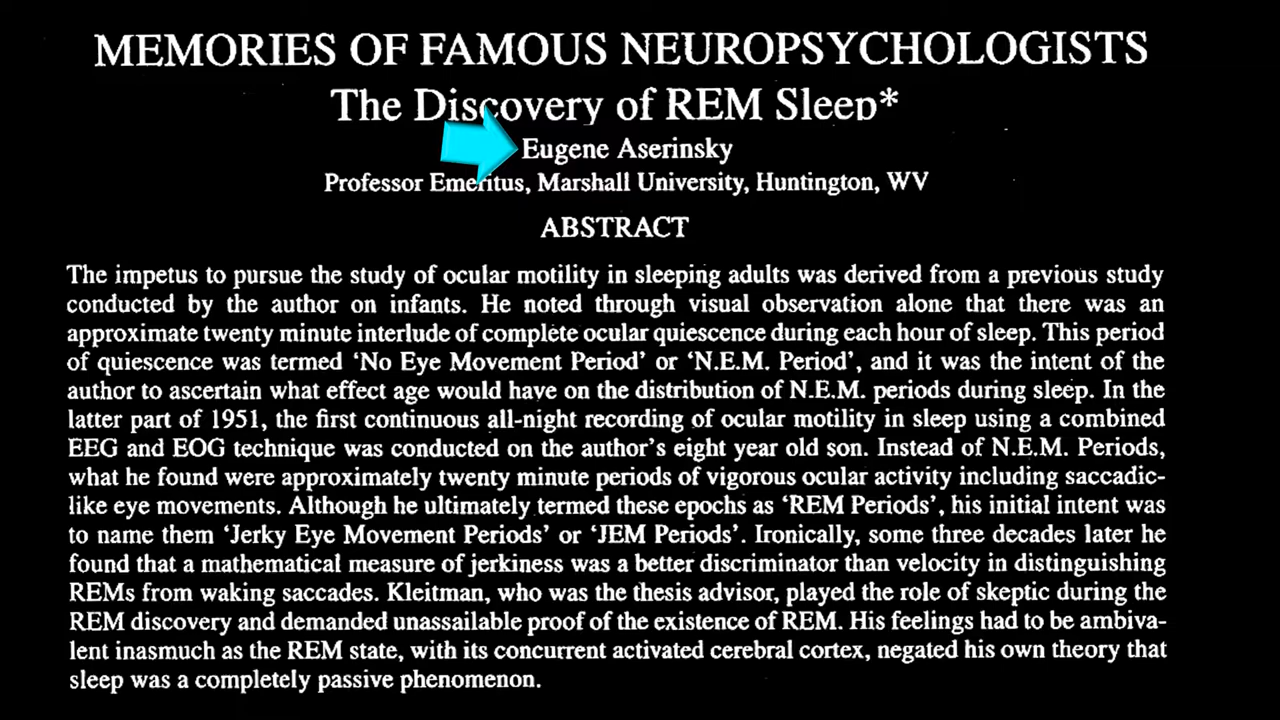 MEMORIES OF FAMOUS NEUROPSYCHOLOGISTS
The Discovery of REM Sleep*
Eugene Aserinsky
Professor Emeritus, Marshall University, Huntington, WV
ABSTRACT
The impetus to pursue the study of ocular motility in sleeping adults was derived from a previous study
conducted by the author on infants. He noted through visual observation alone that there was an
approximate twenty minute interlude of complete ocular quiescence during each hour of sleep. This period
of quiescence was termed ‘No Eye Movement Period’ or ‘N.E.M. Period’, and it was the intent of the
author to ascertain what effect age would have on the distribution of N.E.M. periods during sleep. In the
latter part of 1951, the first continuous all-night recording of ocular motility in sleep using a combined
EEG and EOG technique was conducted on the author’s eight year old son. Instead of N.E.M. Periods,
what he found were approximately twenty minute periods of vigorous ocular activity including saccadic-
like eye movements. Although he ultimately termed these epochs as ‘REM Periods’, his initial intent was
to name them ‘Jerky Eye Movement Periods’ or ‘JEM Periods’. Ironically, some three decades later he
found that a mathematical measure of jerkiness was a better discriminator than velocity in distinguishing
REMs from waking saccades. Kleitman, who was the thesis advisor, played the role of skeptic during the
REM discovery and demanded unassailable proof of the existence of REM. His feelings had to be ambiva-
lent inasmuch as the REM state, with its concurrent activated cerebral cortex, negated his own theory that
sleep was a completely passive phenomenon.